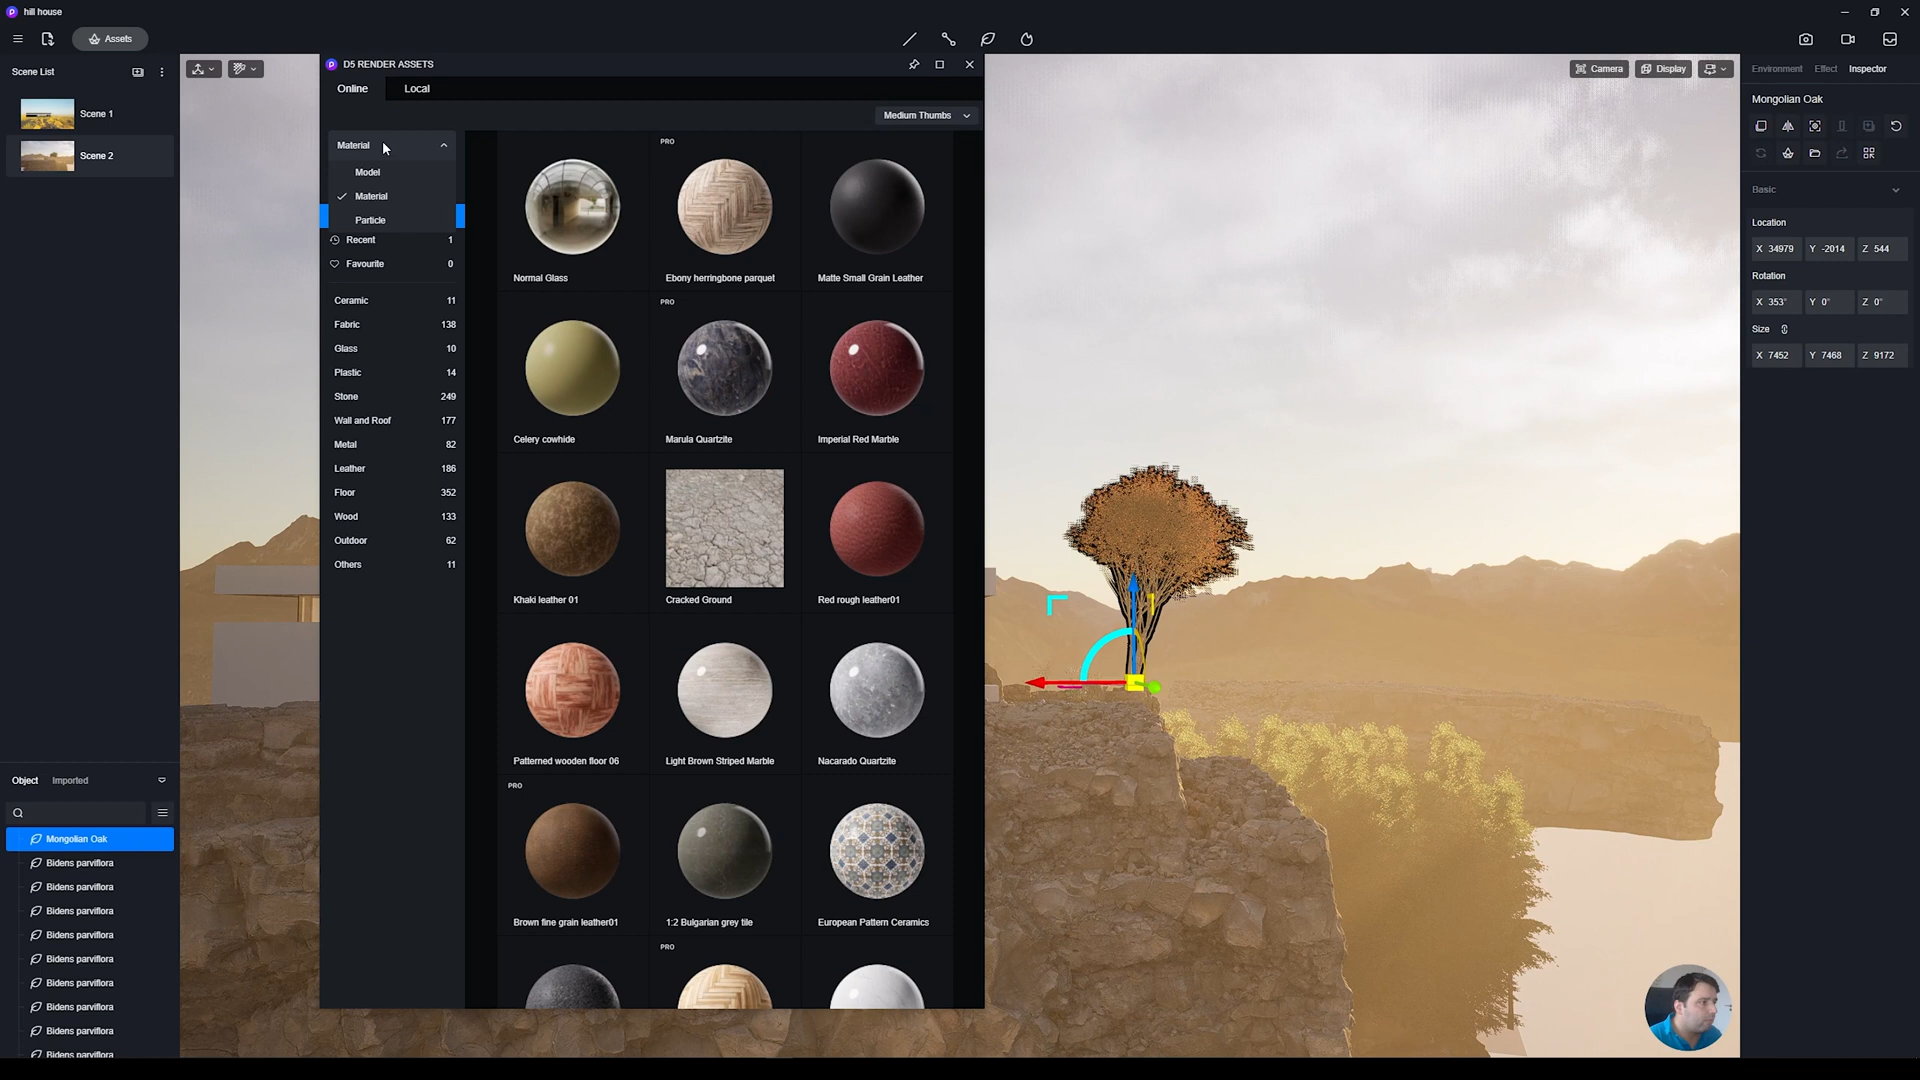 hill house
Assets
Scene List
Scene 1
Scene 2
D5 RENDER ASSETS
Online
Local
Medium Thumbs
Material
Model
Material
Particle
Recent 1
Favourite 0
Ceramic 11
Fabric 138
Glass 10
Plastic 14
Stone 249
Wall and Roof 177
Metal 82
Leather 186
Floor 352
Wood 133
Outdoor 62
Others 11
PRO
Normal Glass
Ebony herringbone parquet
Matte Small Grain Leather
PRO
Celery cowhide
Marula Quartzite
Imperial Red Marble
Khaki leather 01
Cracked Ground
Red rough leather01
Patterned wooden floor 06
Light Brown Striped Marble
Nacarado Quartzite
PRO
Brown fine grain leather01
1:2 Bulgarian grey tile
European Pattern Ceramics
PRO
Camera
Display
Environment
Effect
Inspector
Mongolian Oak
Basic
Location
X 34979 Y -2014 Z 544
Rotation
X 353° Y 0° Z 0°
Size
X 7452 Y 7468 Z 9172
Object
Imported
Mongolian Oak
Bidens parviflora
Bidens parviflora
Bidens parviflora
Bidens parviflora
Bidens parviflora
Bidens parviflora
Bidens parviflora
Bidens parviflora
Bidens parviflora